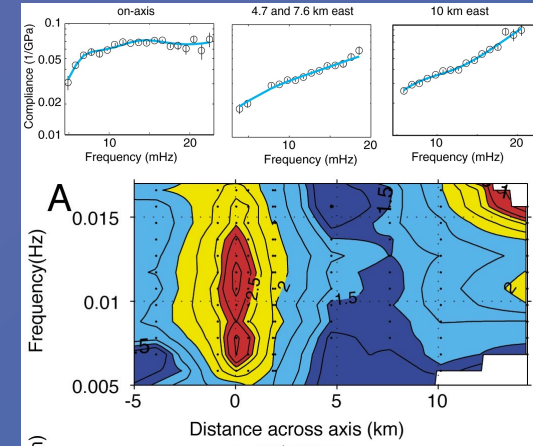 on-axis
4.7 and 7.6 km east
10 km east
Compliance (1/GPa)
0.1
0.05
0.02
0.01
10 20
10 20
10 20
Frequency (mHz)
Frequency (mHz)
Frequency (mHz)
A
Frequency(Hz)
0.015
0.01
0.005
2.5
2
1.5
1.5
2
.5
-5 0 5 10
Distance across axis (km)